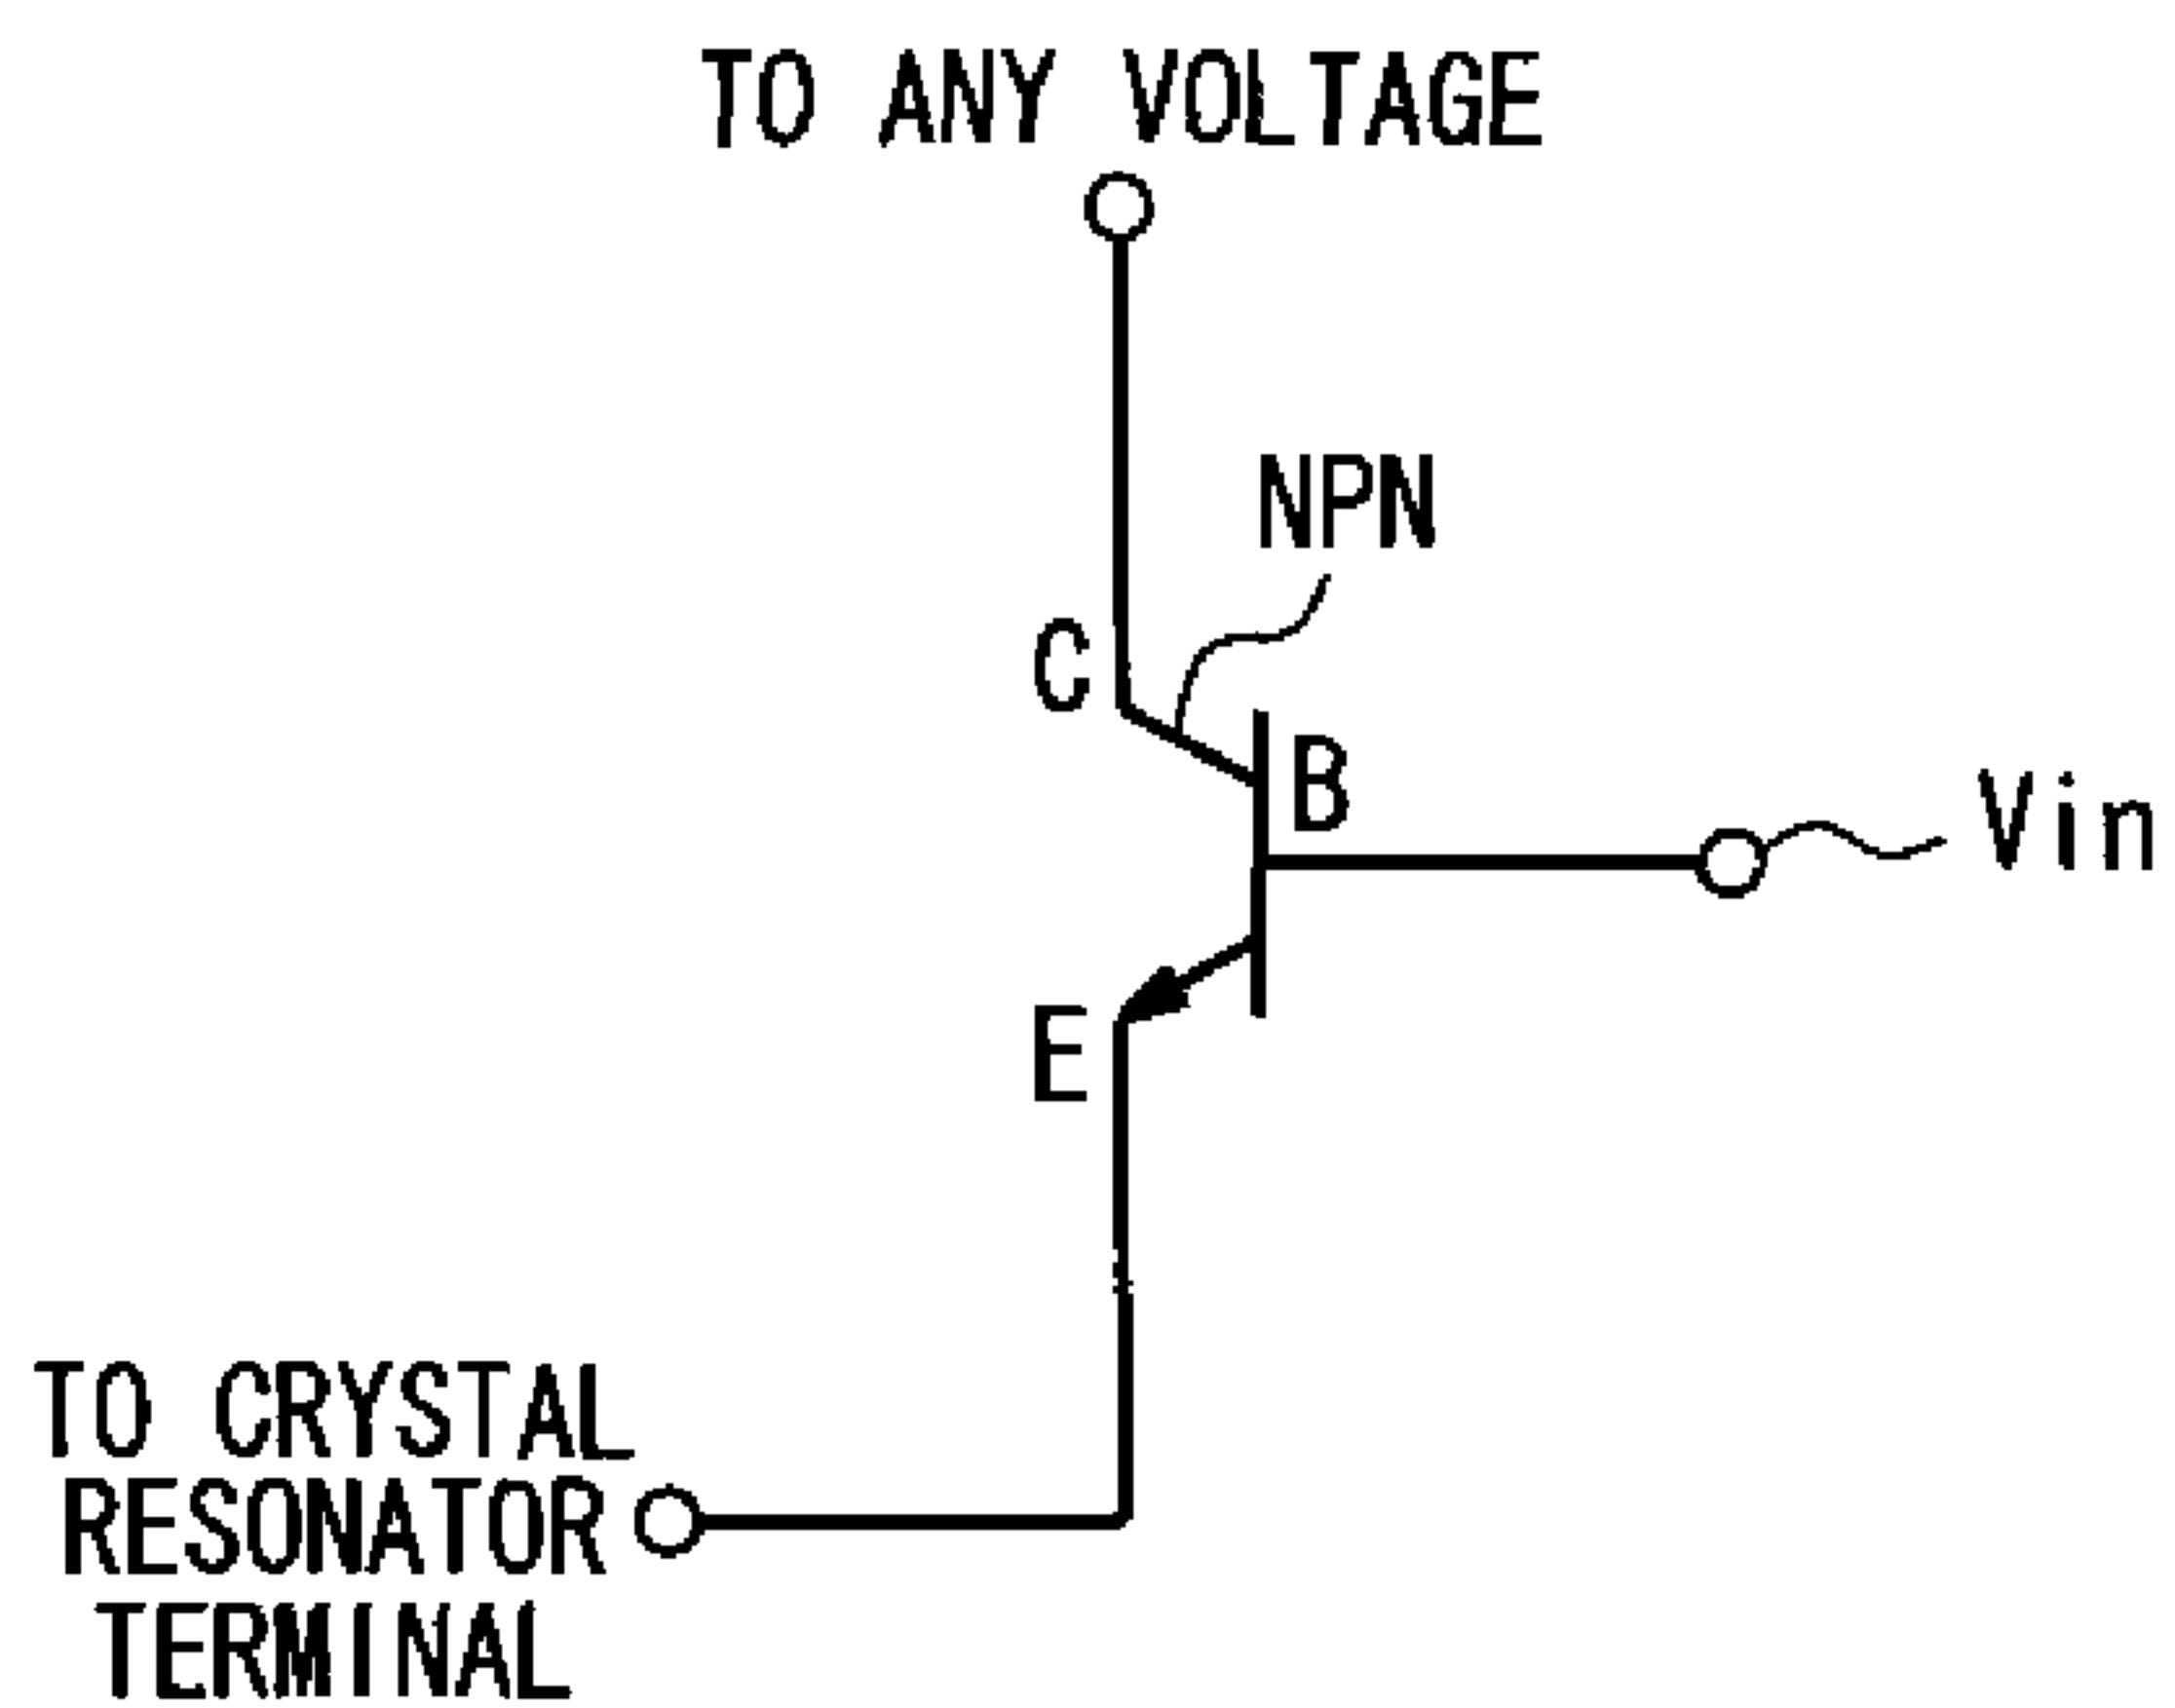 TO ANY VOLTAGE
NPN
C
B
Vin
E
TO CRYSTAL
RESONATOR
TERMINAL